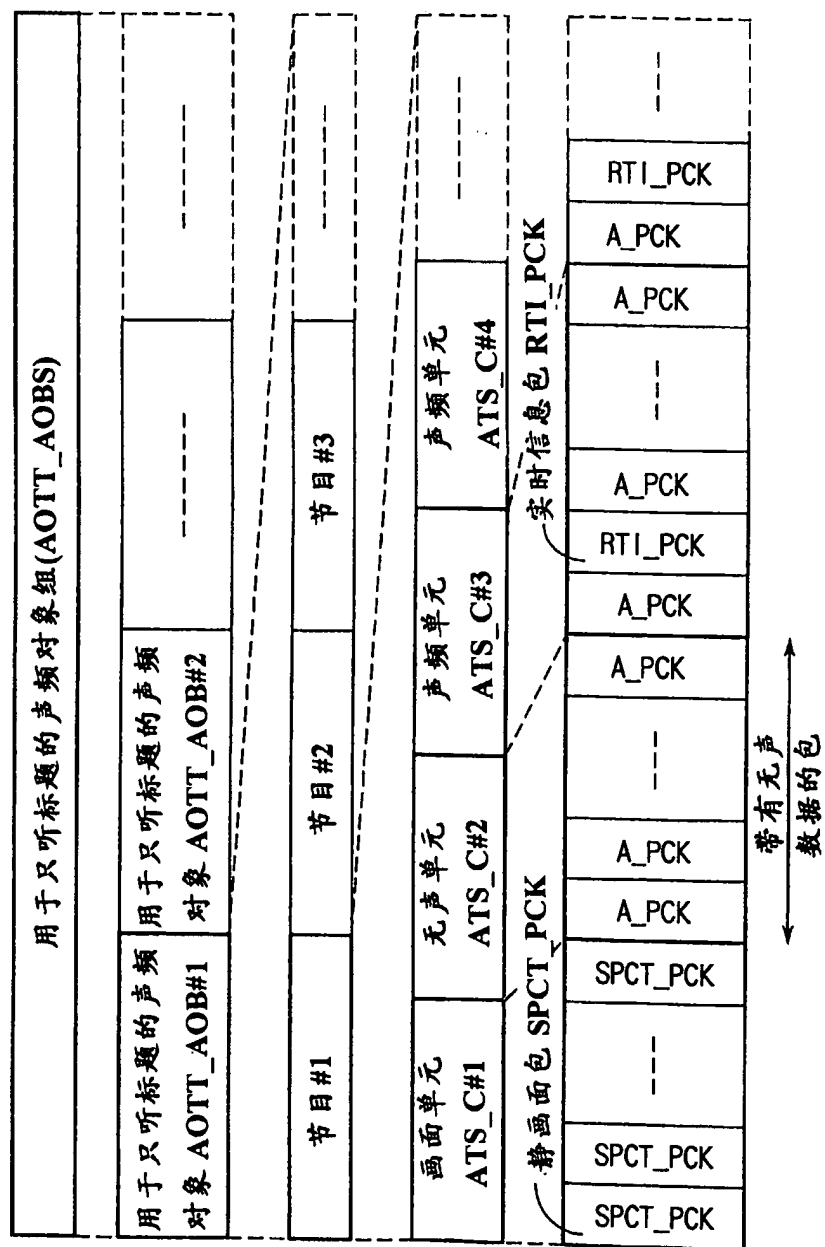 用于只听标题的声频对象组(AOTT_AOBS)
用于只听标题的声频
对象 AOTT_AOB#1
用于只听标题的声频
对象 AOTT_AOB#2
节目#1
节目#2
节目#3
画面单元
ATS_C#1
无声单元
ATS_C#2
声频单元
ATS_C#3
声频单元
ATS_C#4
静画面包 SPCT_PCK
实时信息包 RTI_PCK
SPCT_PCK
SPCT_PCK
SPCT_PCK
A_PCK
A_PCK
A_PCK
A_PCK
RTI_PCK
A_PCK
A_PCK
A_PCK
RTI_PCK
带有无声
数据的包